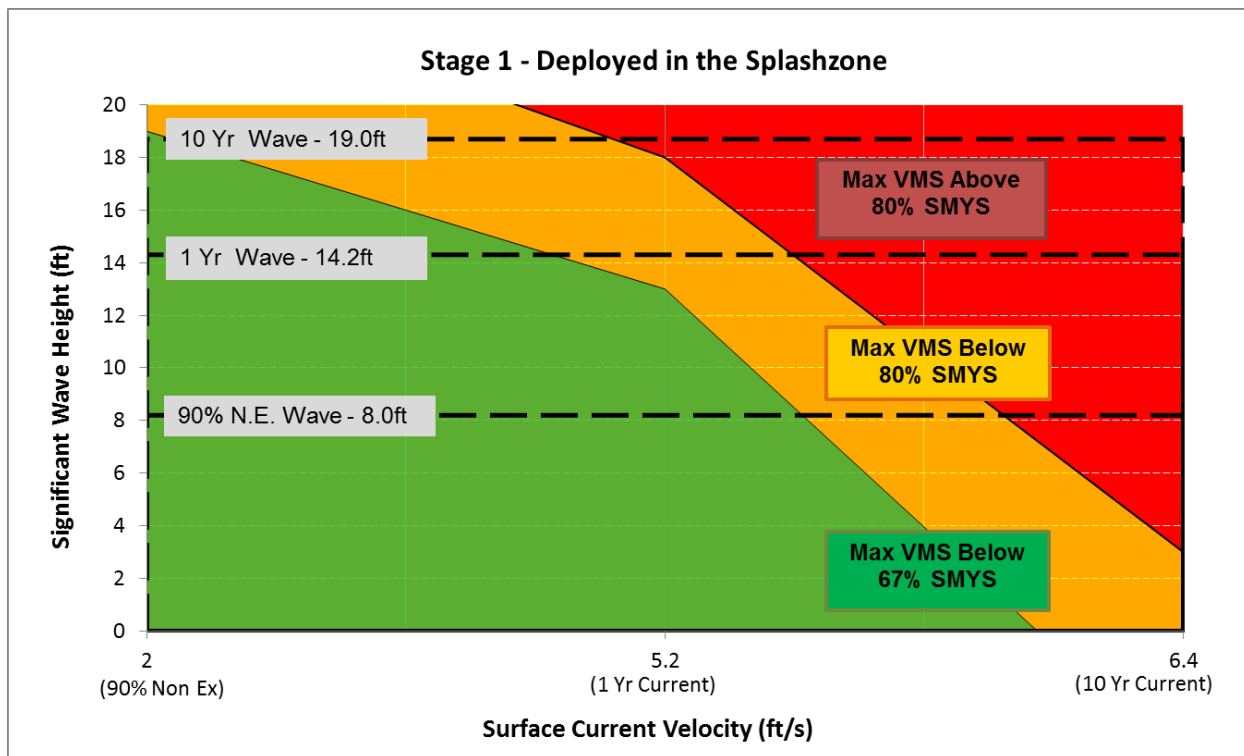 Stage 1 - Deployed in the Splashzone
Significant Wave Height (ft)
20
18
16
14
12
10
8
6
4
2
0
10 Yr Wave - 19.0ft
1 Yr Wave - 14.2ft
90% N.E. Wave - 8.0ft
Max VMS Above
80% SMYS
Max VMS Below
80% SMYS
Max VMS Below
67% SMYS
2
(90% Non Ex)
5.2
(1 Yr Current)
6.4
(10 Yr Current)
Surface Current Velocity (ft/s)